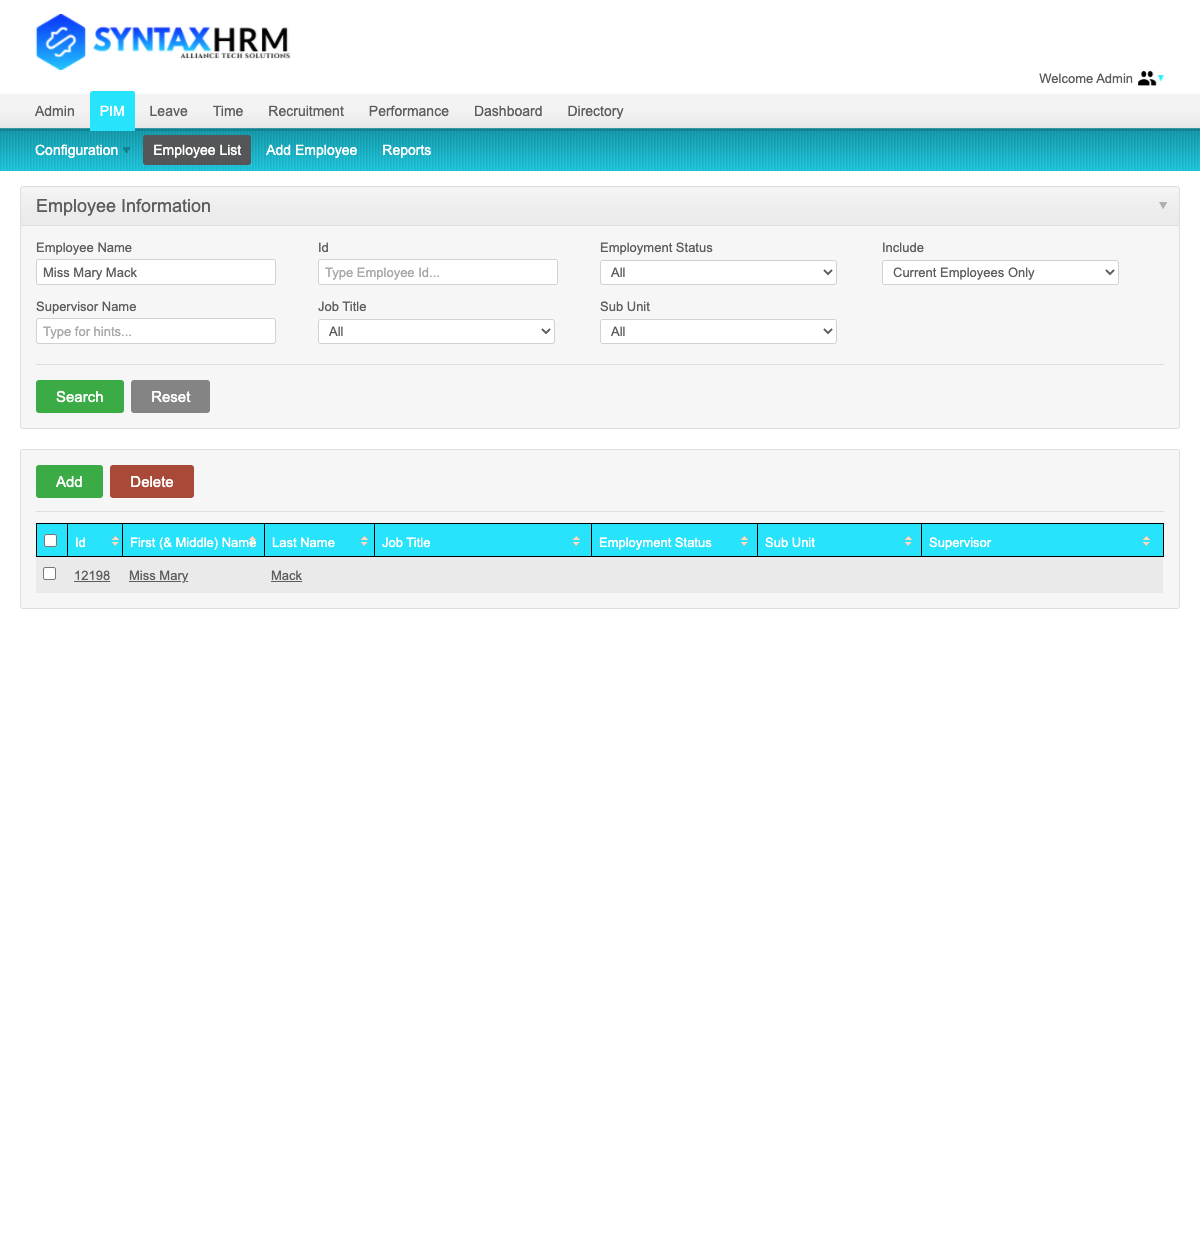 SYNTAXHRM
ALLIANCE TECH SOLUTIONS
Welcome Admin
Admin PIM Leave Time Recruitment Performance Dashboard Directory
Configuration Employee List Add Employee Reports
Employee Information
Employee Name Id Employment Status Include
Miss Mary Mack Type Employee Id... All Current Employees Only
Supervisor Name Job Title Sub Unit
Type for hints... All All
Search Reset
Add Delete
Id First (& Middle) Name Last Name Job Title Employment Status Sub Unit Supervisor
12198 Miss Mary Mack